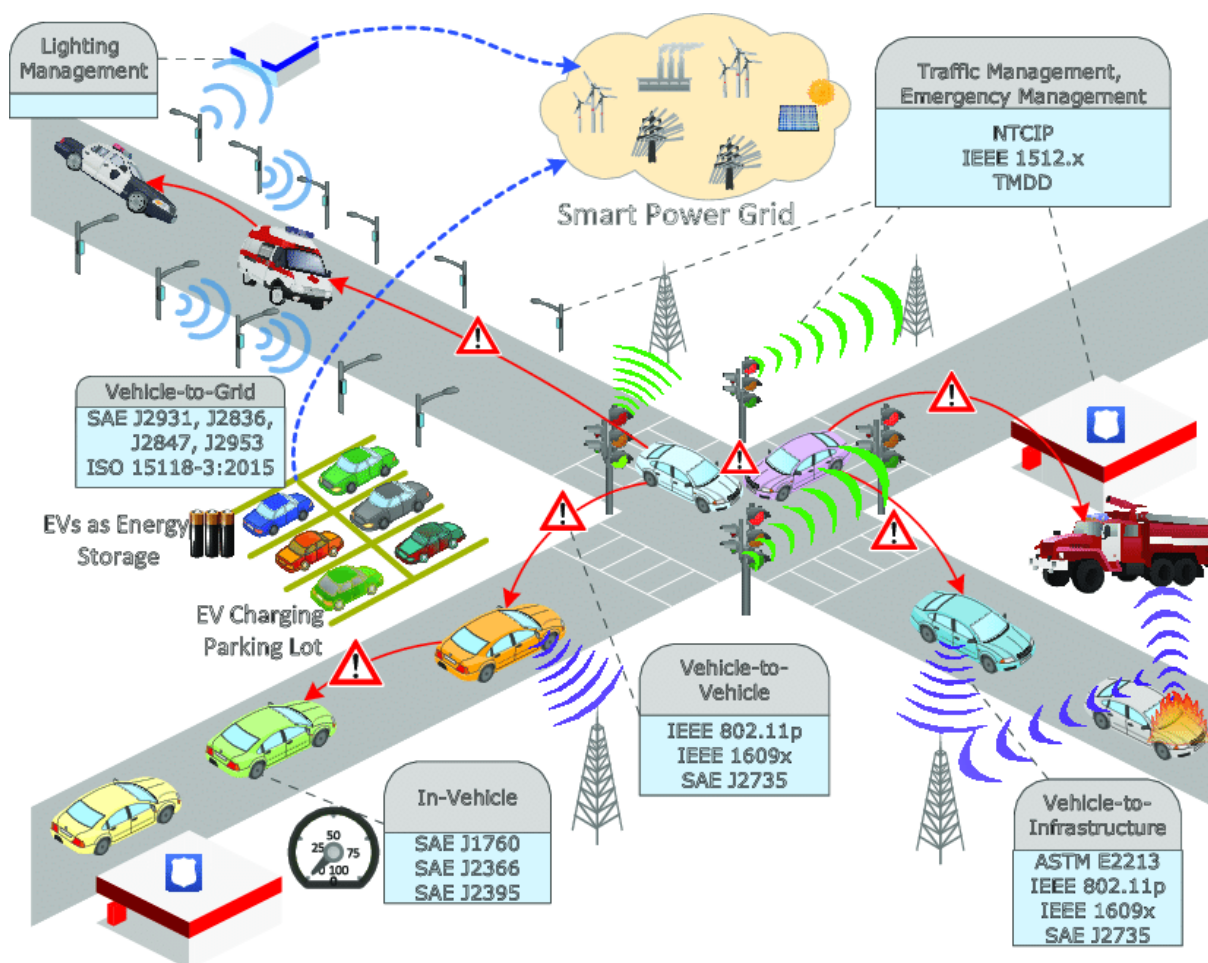 Lighting
Management
Traffic Management,
Emergency Management
NTCIP
IEEE 1512.x
TMDD
Smart Power Grid
Vehicle-to-Grid
SAE J2931, J2836,
J2847, J2953
ISO 15118-3:2015
EVs as Energy
Storage
EV Charging
Parking Lot
Vehicle-to-
Vehicle
IEEE 802.11p
IEEE 1609x
SAE J2735
In-Vehicle
SAE J1760
SAE J2366
SAE J2395
50
25
75
0 100
0
Vehicle-to-
Infrastructure
ASTM E2213
IEEE 802.11p
IEEE 1609x
SAE J2735